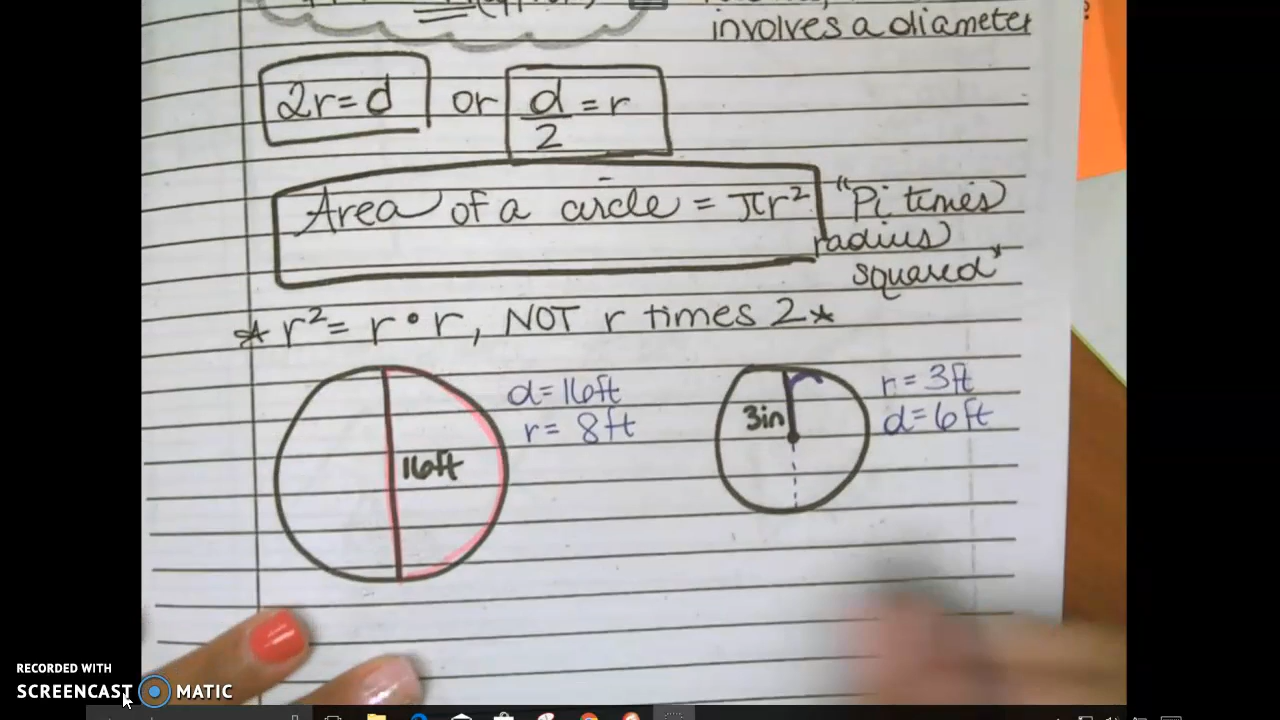 involves a diameter
2r = d or d/2 = r
Area of a circle = πr² "Pi times
radius
squared"
* r² = r • r, NOT r times 2 *
d = 16ft
r = 8ft
16ft
3in
r = 3ft
d = 6ft
RECORDED WITH
SCREENCAST MATIC